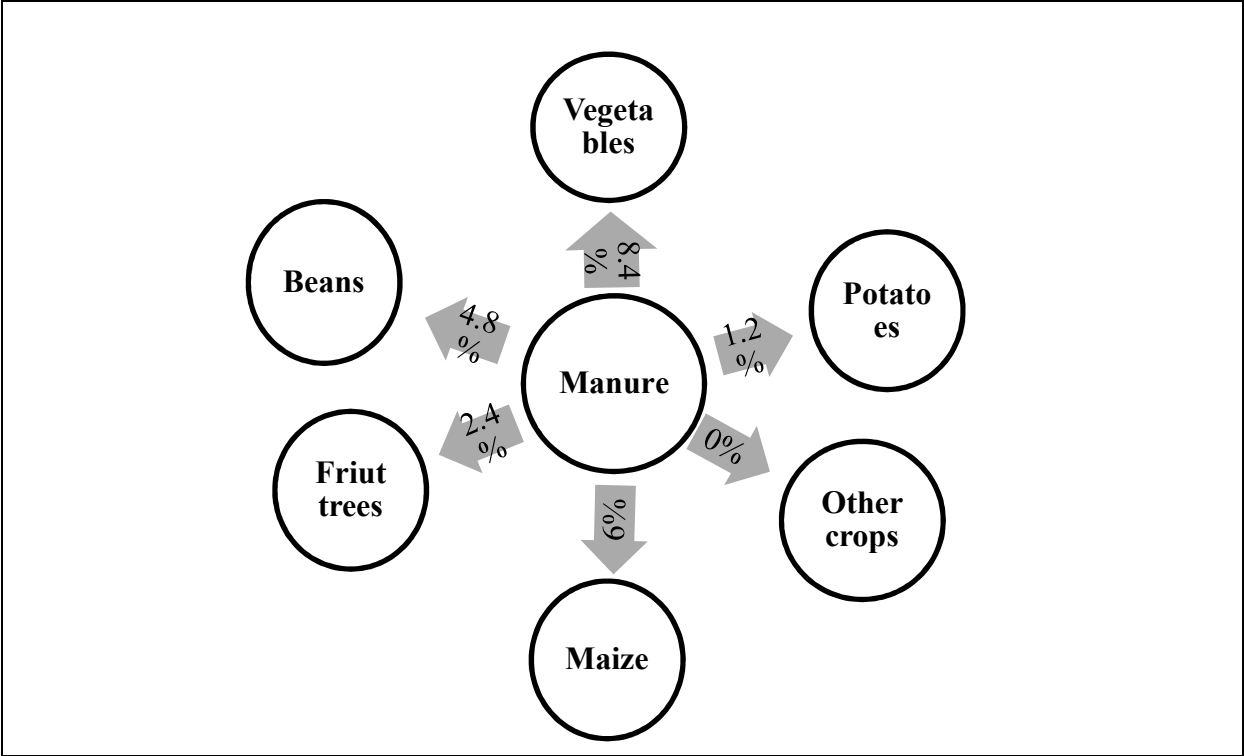 Vegeta
bles
8.4
%
Beans
4.8
%
Potato
es
1.2
%
Manure
2.4
%
0%
Friut
trees
Other
crops
6%
Maize